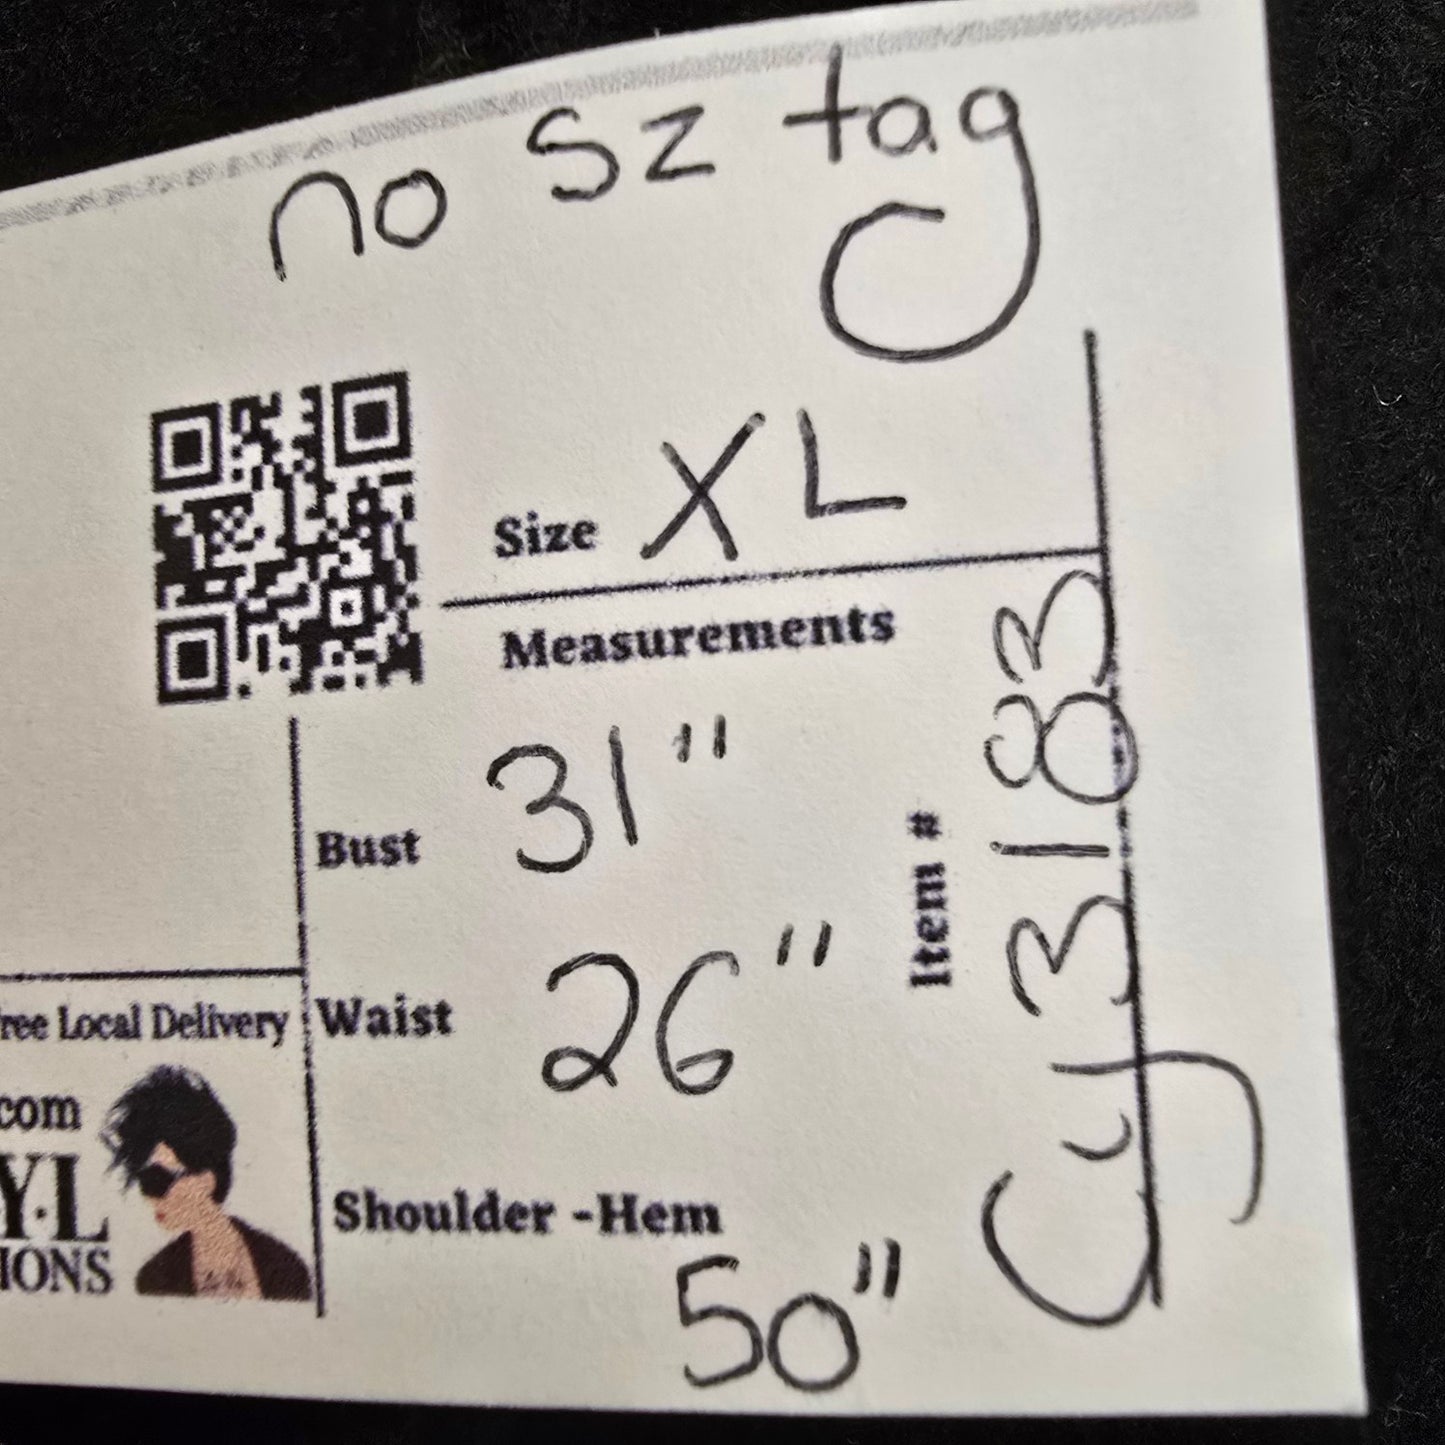 no sz tag
Size XL
Measurements
Bust 31"
Waist 26"
Shoulder -Hem
50"
Item # Cy3183
ree Local Delivery
com
Y.L
IONS